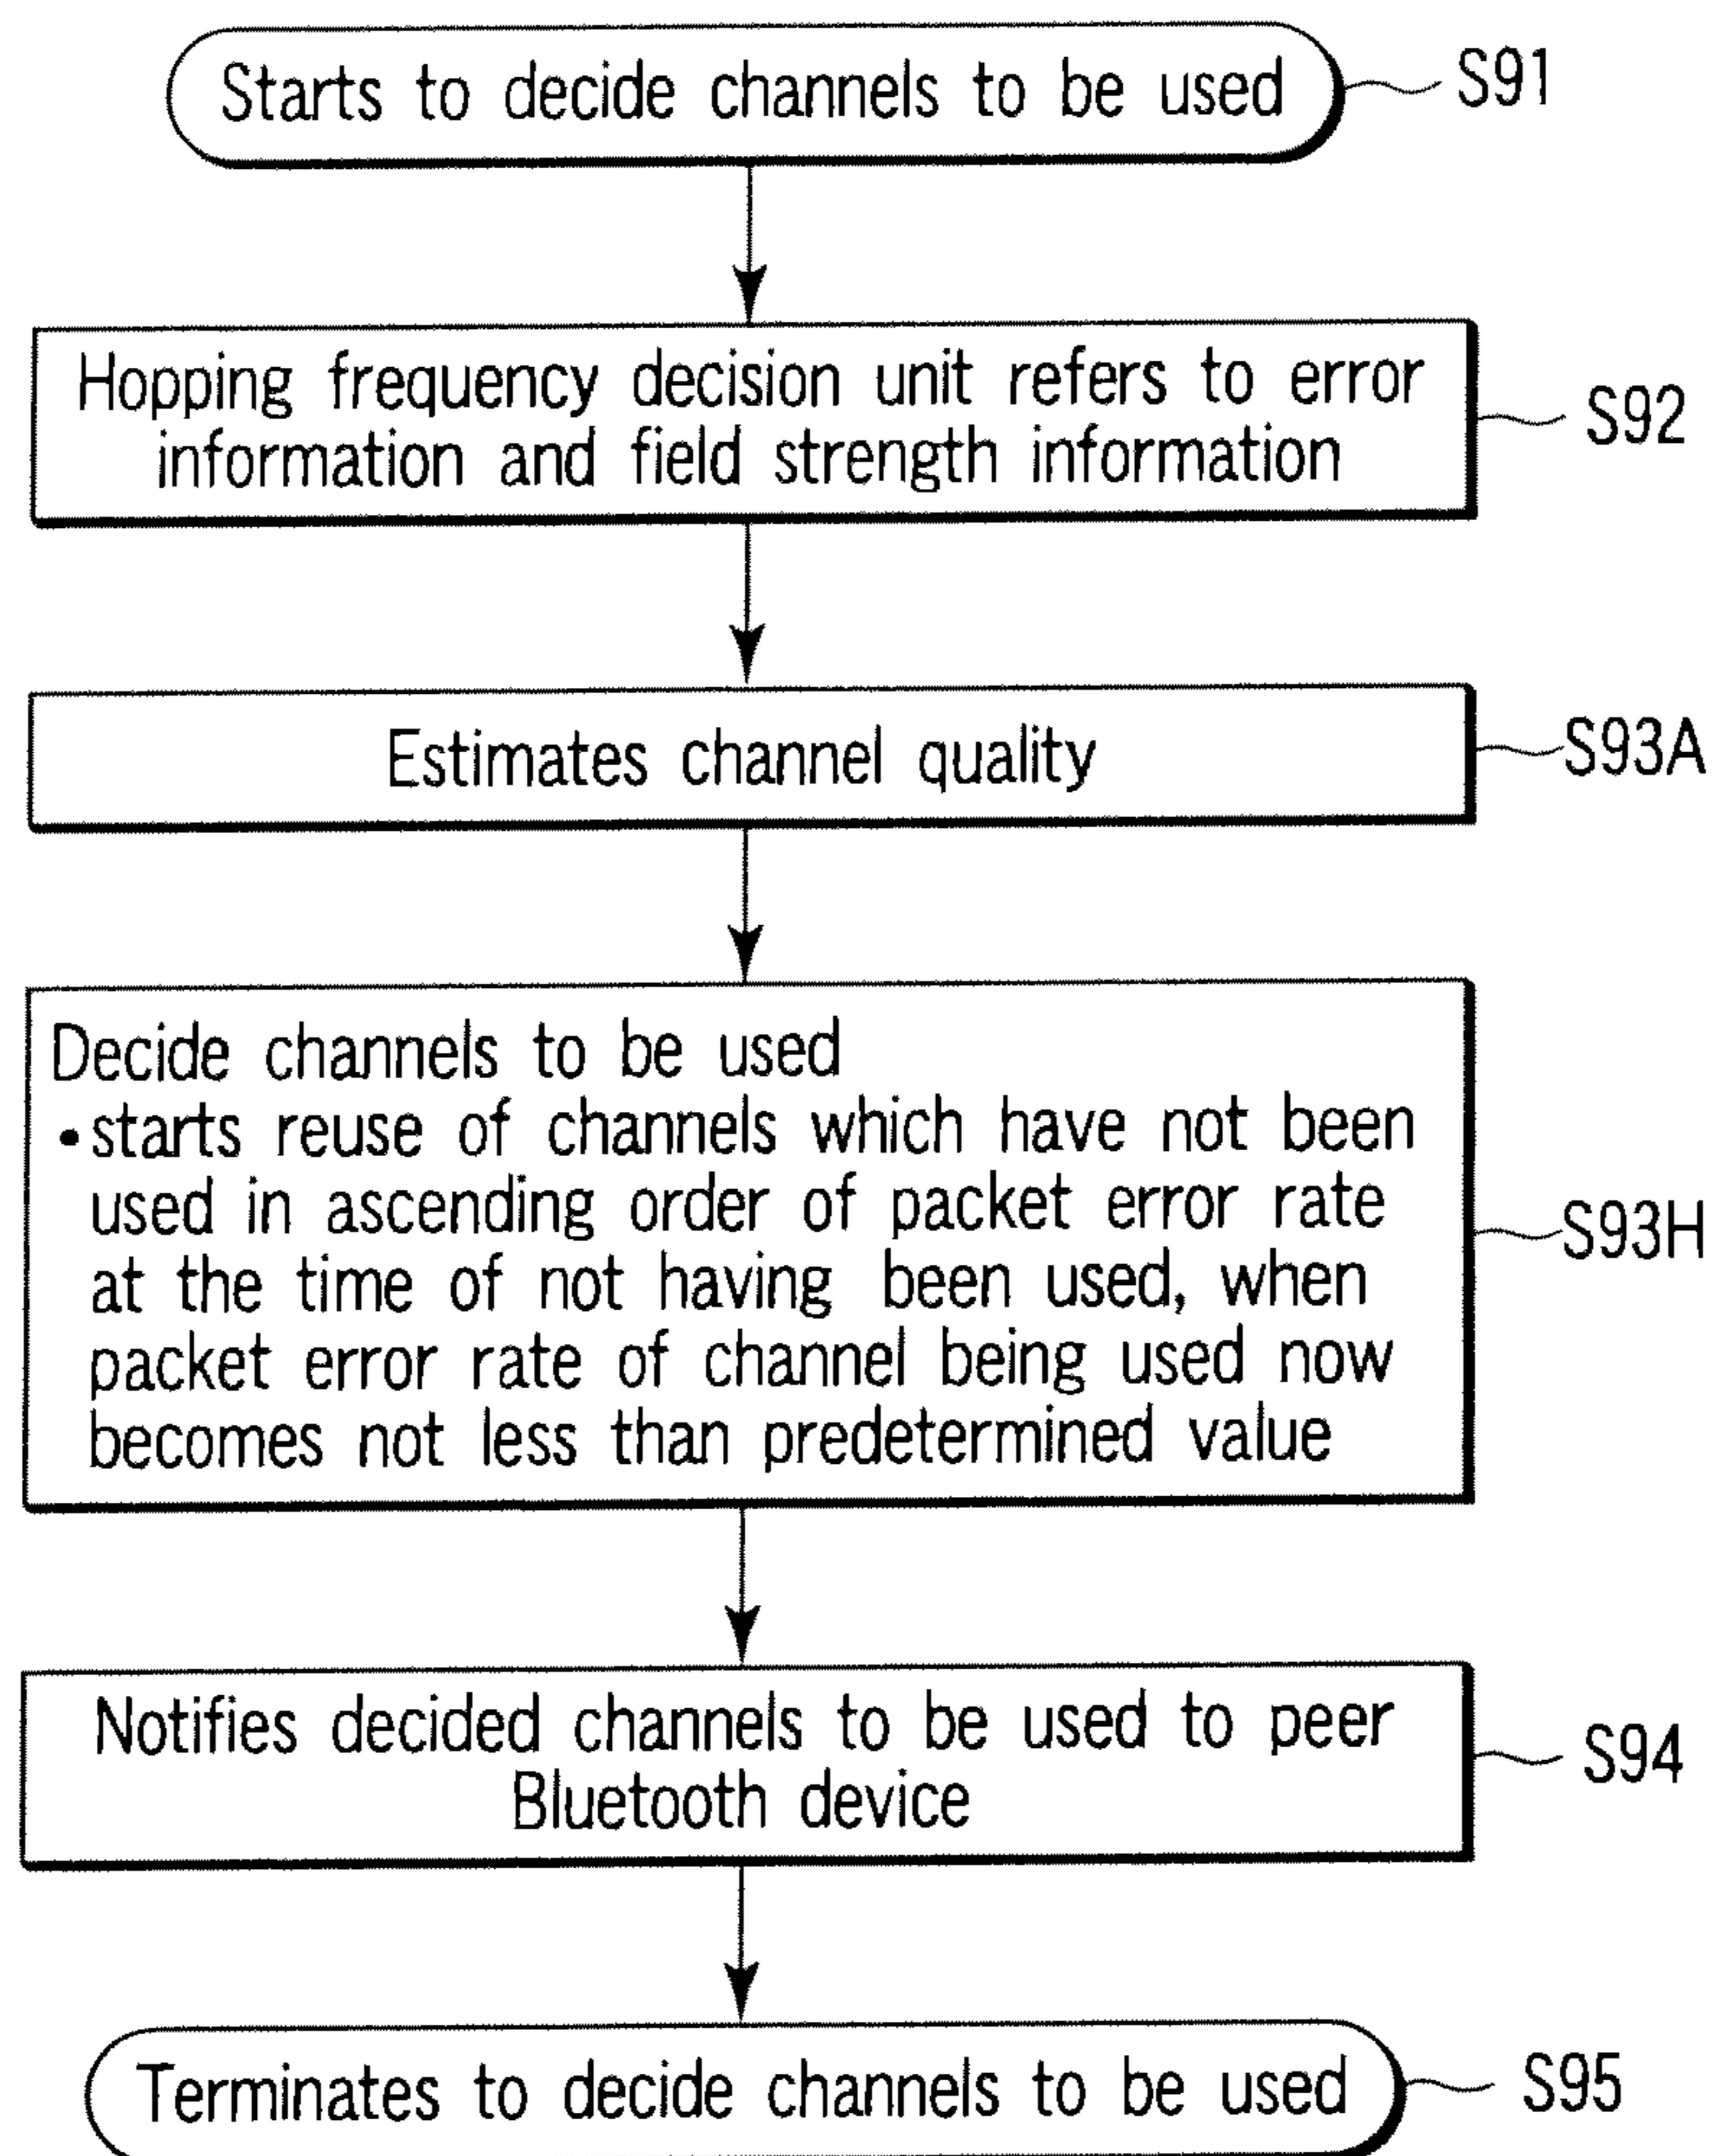 Starts to decide channels to be used
S91
Hopping frequency decision unit refers to error
information and field strength information
S92
Estimates channel quality
S93A
Decide channels to be used
• starts reuse of channels which have not been
used in ascending order of packet error rate
at the time of not having been used, when
packet error rate of channel being used now
becomes not less than predetermined value
S93H
Notifies decided channels to be used to peer
Bluetooth device
S94
Terminates to decide channels to be used
S95